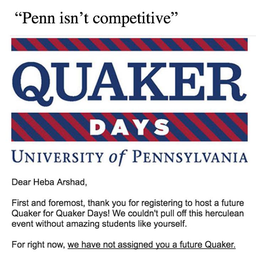 “Penn isn’t competitive”
QUAKER
DAYS
UNIVERSITY of PENNSYLVANIA
Dear Heba Arshad,
First and foremost, thank you for registering to host a future
Quaker for Quaker Days! We couldn't pull off this herculean
event without amazing students like yourself.
For right now, we have not assigned you a future Quaker.